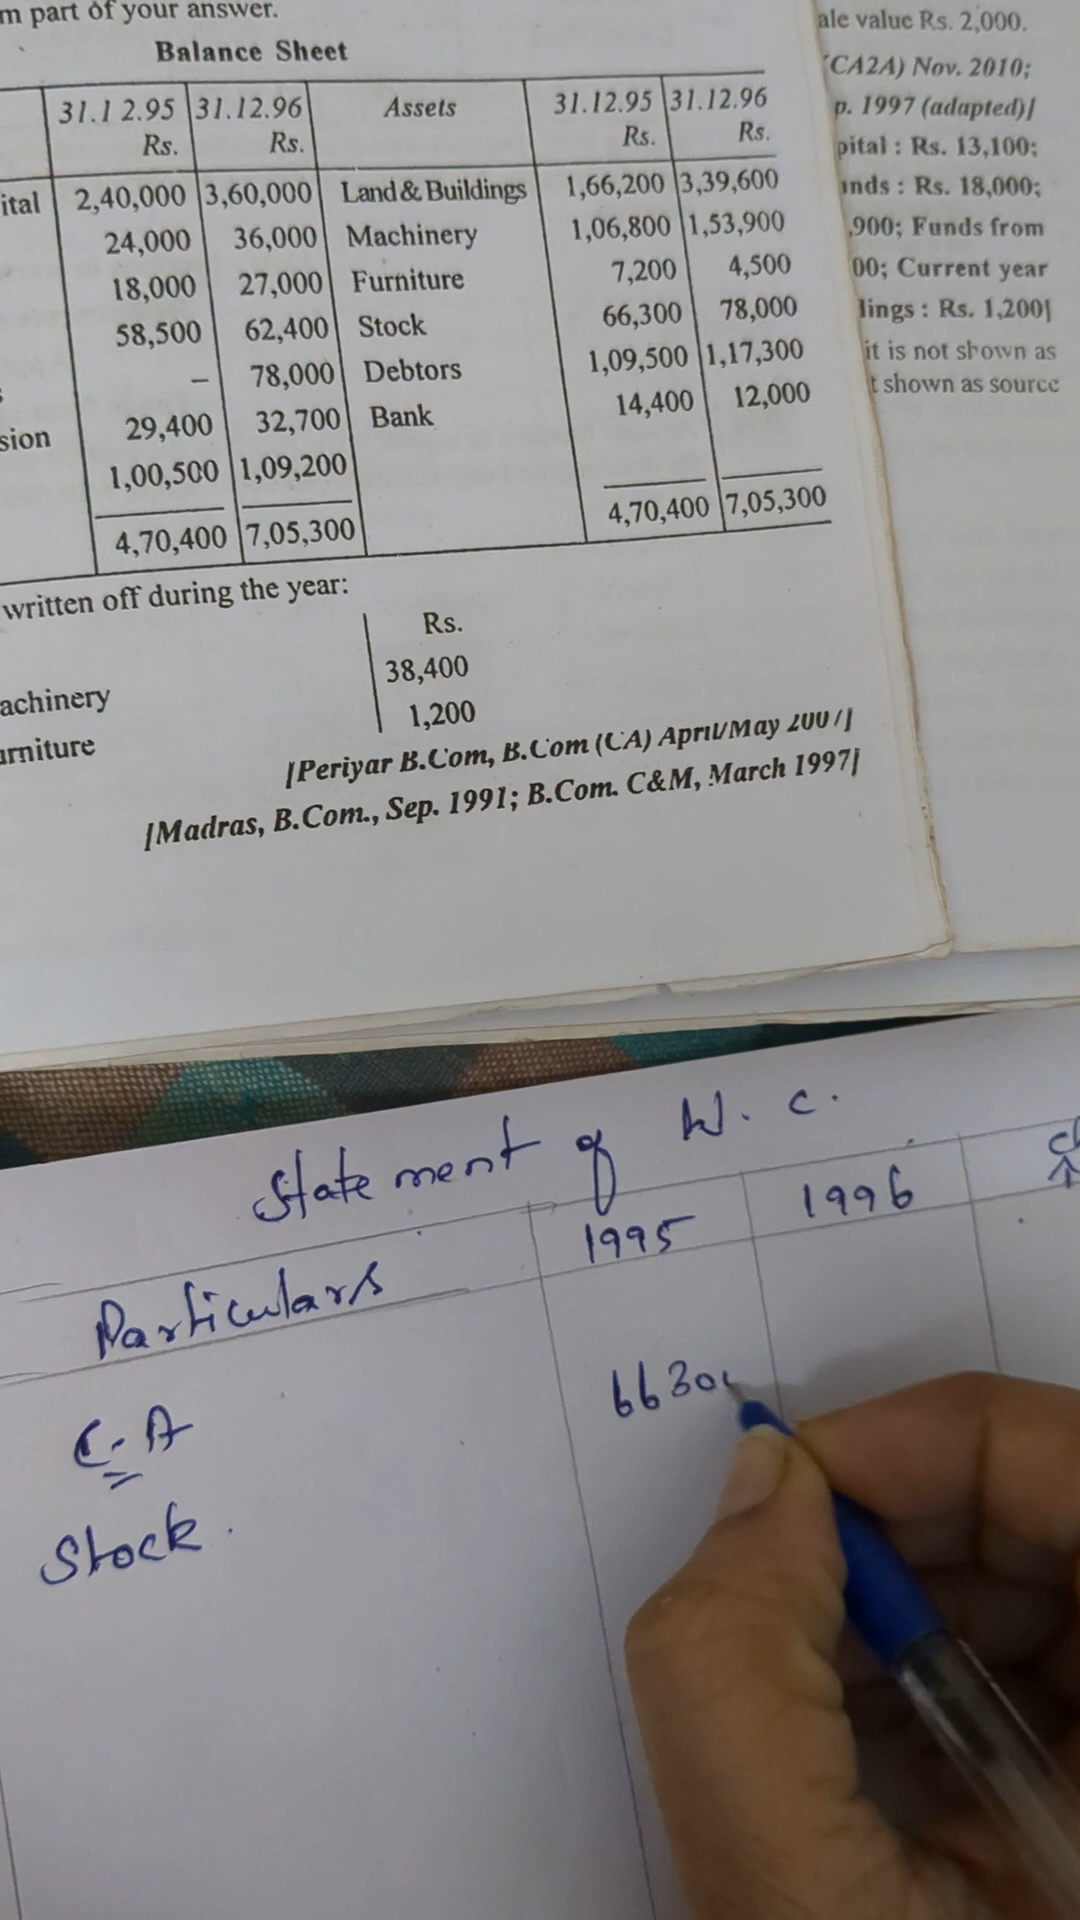 m part of your answer.
Balance Sheet
31.1 2.95 31.12.96 Assets 31.12.95 31.12.96
Rs. Rs. Rs. Rs.
ital 2,40,000 3,60,000 Land & Buildings 1,66,200 3,39,600
24,000 36,000 Machinery 1,06,800 1,53,900
18,000 27,000 Furniture 7,200 4,500
58,500 62,400 Stock 66,300 78,000
– 78,000 Debtors 1,09,500 1,17,300
sion 29,400 32,700 Bank 14,400 12,000
1,00,500 1,09,200
4,70,400 7,05,300 4,70,400 7,05,300
written off during the year:
Rs.
achinery 38,400
urniture 1,200
[Periyar B.Com, B.Com (CA) April/May 2007]
[Madras, B.Com., Sep. 1991; B.Com. C&M, March 1997]
ale value Rs. 2,000.
(CA2A) Nov. 2010;
p. 1997 (adapted)]
pital : Rs. 13,100;
unds : Rs. 18,000;
,900; Funds from
00; Current year
lings : Rs. 1,200]
it is not shown as
t shown as source
Statement of W. C.
Particulars 1995 1996
C.A
Stock 6630